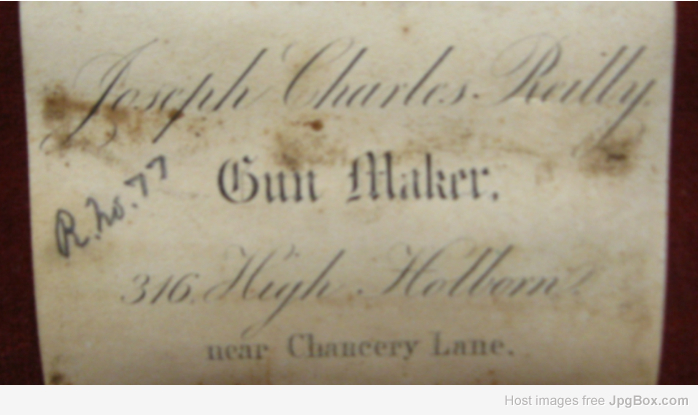 Joseph Charles Reilly.
Gun Maker.
R. No. 77
316, High Holborn.
near Chancery Lane.
Host images free JpgBox.com